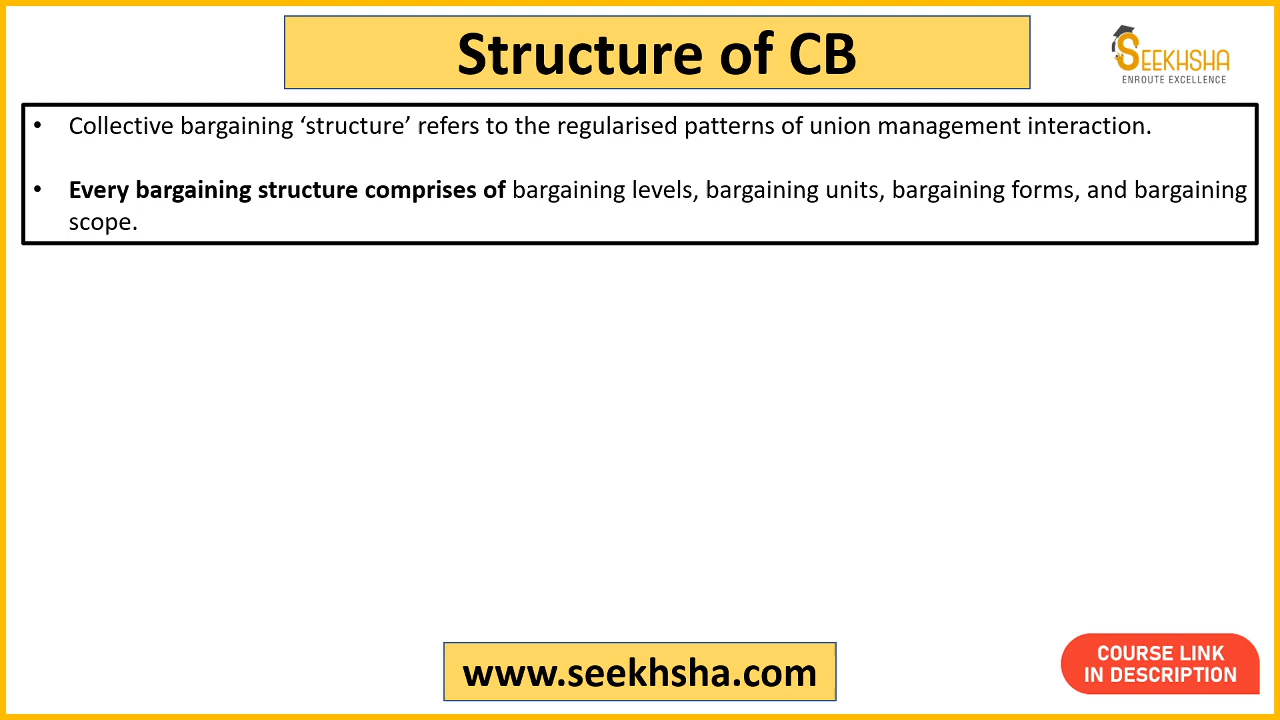 Structure of CB
SEEKHSHA
ENROUTE EXCELLENCE
• Collective bargaining ‘structure’ refers to the regularised patterns of union management interaction.
• Every bargaining structure comprises of bargaining levels, bargaining units, bargaining forms, and bargaining
scope.
www.seekhsha.com
COURSE LINK
IN DESCRIPTION